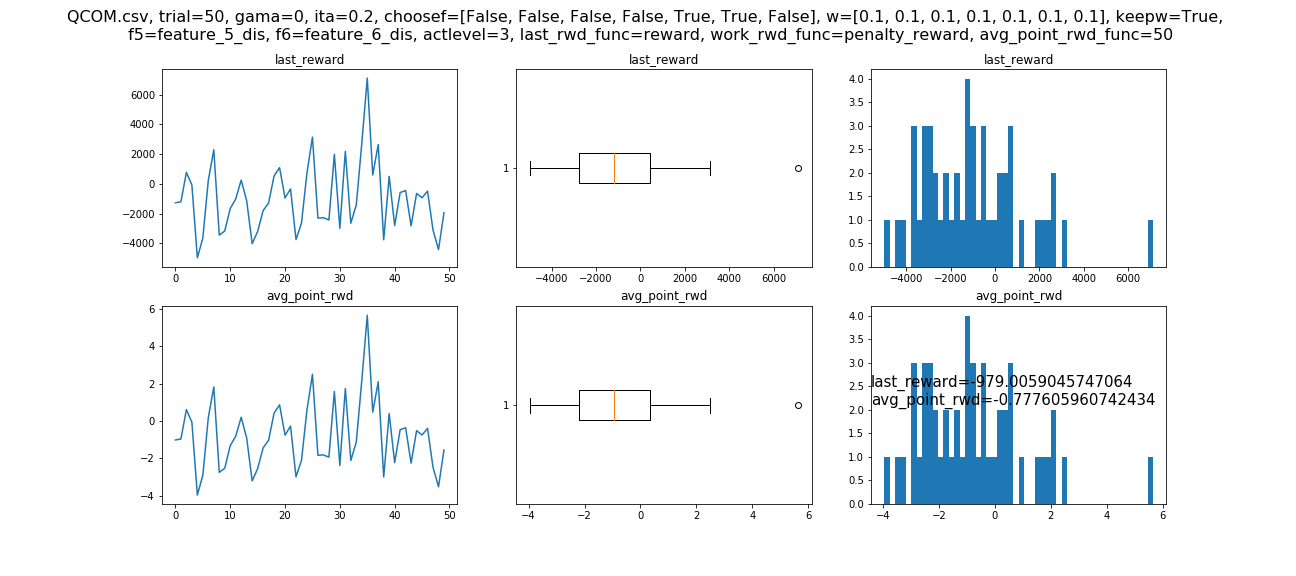 QCOM.csv, trial=50, gama=0, ita=0.2, choosef=[False, False, False, False, True, True, False], w=[0.1, 0.1, 0.1, 0.1, 0.1, 0.1, 0.1], keepw=True,
f5=feature_5_dis, f6=feature_6_dis, actlevel=3, last_rwd_func=reward, work_rwd_func=penalty_reward, avg_point_rwd_func=50
last_reward
6000
4000
2000
0
−2000
−4000
0 10 20 30 40 50
last_reward
1
−4000 −2000 0 2000 4000 6000
last_reward
4.0
3.5
3.0
2.5
2.0
1.5
1.0
0.5
0.0
−4000 −2000 0 2000 4000 6000
avg_point_rwd
6
4
2
0
−2
−4
0 10 20 30 40 50
avg_point_rwd
1
−4 −2 0 2 4 6
avg_point_rwd
4.0
3.5
3.0
2.5
2.0
1.5
1.0
0.5
0.0
last_reward=-979.0059045747064
avg_point_rwd=-0.777605960742434
−4 −2 0 2 4 6